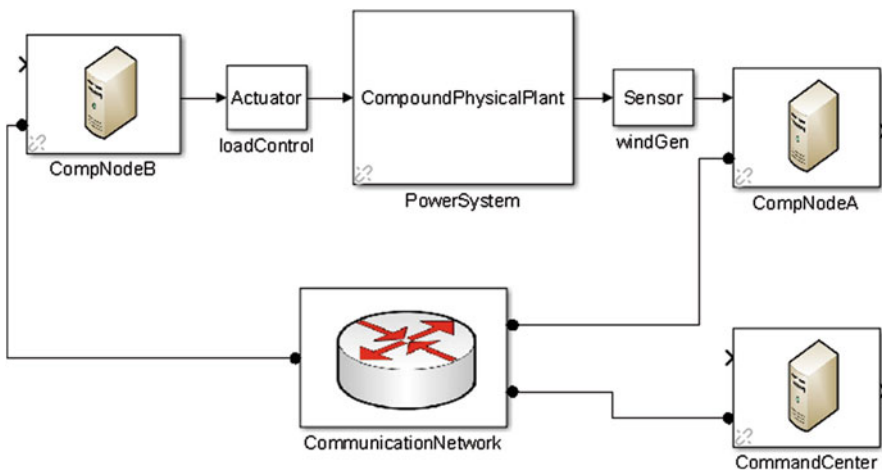 Actuator
CompoundPhysicalPlant
Sensor
loadControl
windGen
CompNodeB
PowerSystem
CompNodeA
CommunicationNetwork
CommandCenter